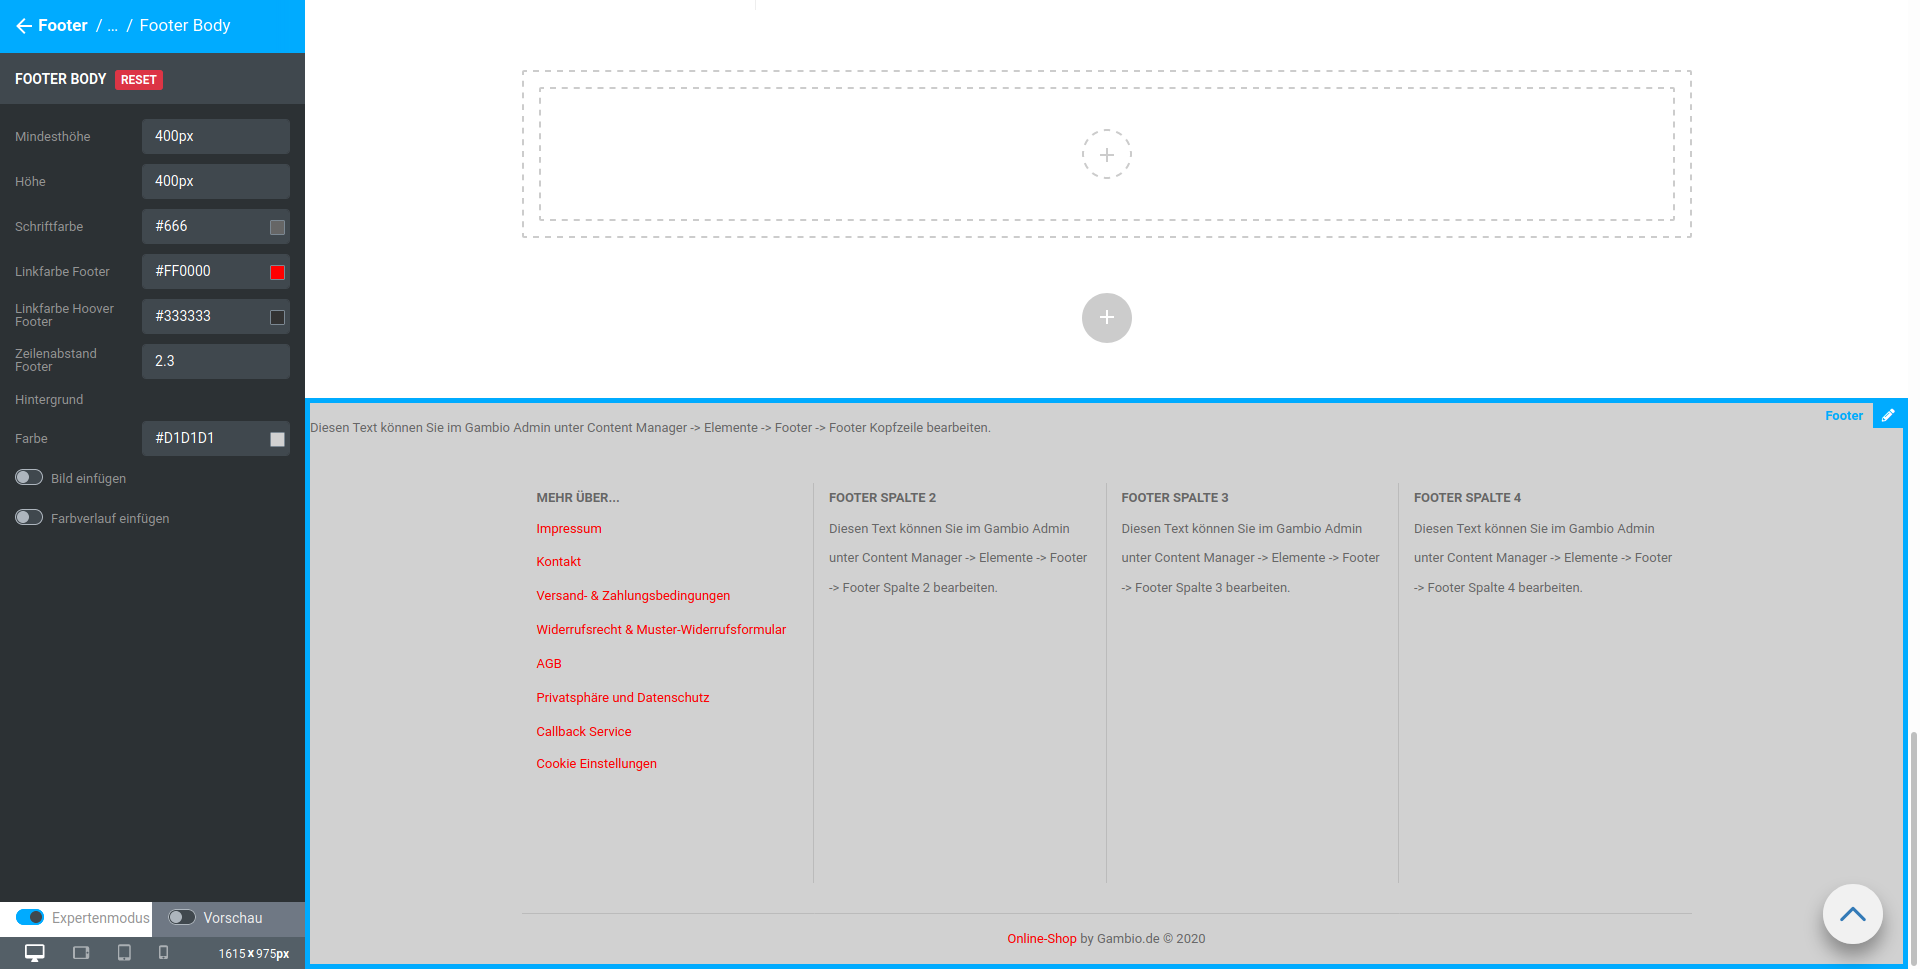 Footer / ... / Footer Body
FOOTER BODY RESET
Mindesthöhe 400px
Höhe 400px
Schriftfarbe #666
Linkfarbe Footer #FF0000
Linkfarbe Hoover
Footer #333333
Zeilenabstand
Footer 2.3
Hintergrund
Farbe #D1D1D1
Bild einfügen
Farbverlauf einfügen
Expertenmodus Vorschau
1615 x 975px
Footer
Diesen Text können Sie im Gambio Admin unter Content Manager -> Elemente -> Footer -> Footer Kopfzeile bearbeiten.
MEHR ÜBER...
Impressum
Kontakt
Versand- & Zahlungsbedingungen
Widerrufsrecht & Muster-Widerrufsformular
AGB
Privatsphäre und Datenschutz
Callback Service
Cookie Einstellungen
FOOTER SPALTE 2
Diesen Text können Sie im Gambio Admin
unter Content Manager -> Elemente -> Footer
-> Footer Spalte 2 bearbeiten.
FOOTER SPALTE 3
Diesen Text können Sie im Gambio Admin
unter Content Manager -> Elemente -> Footer
-> Footer Spalte 3 bearbeiten.
FOOTER SPALTE 4
Diesen Text können Sie im Gambio Admin
unter Content Manager -> Elemente -> Footer
-> Footer Spalte 4 bearbeiten.
Online-Shop by Gambio.de © 2020